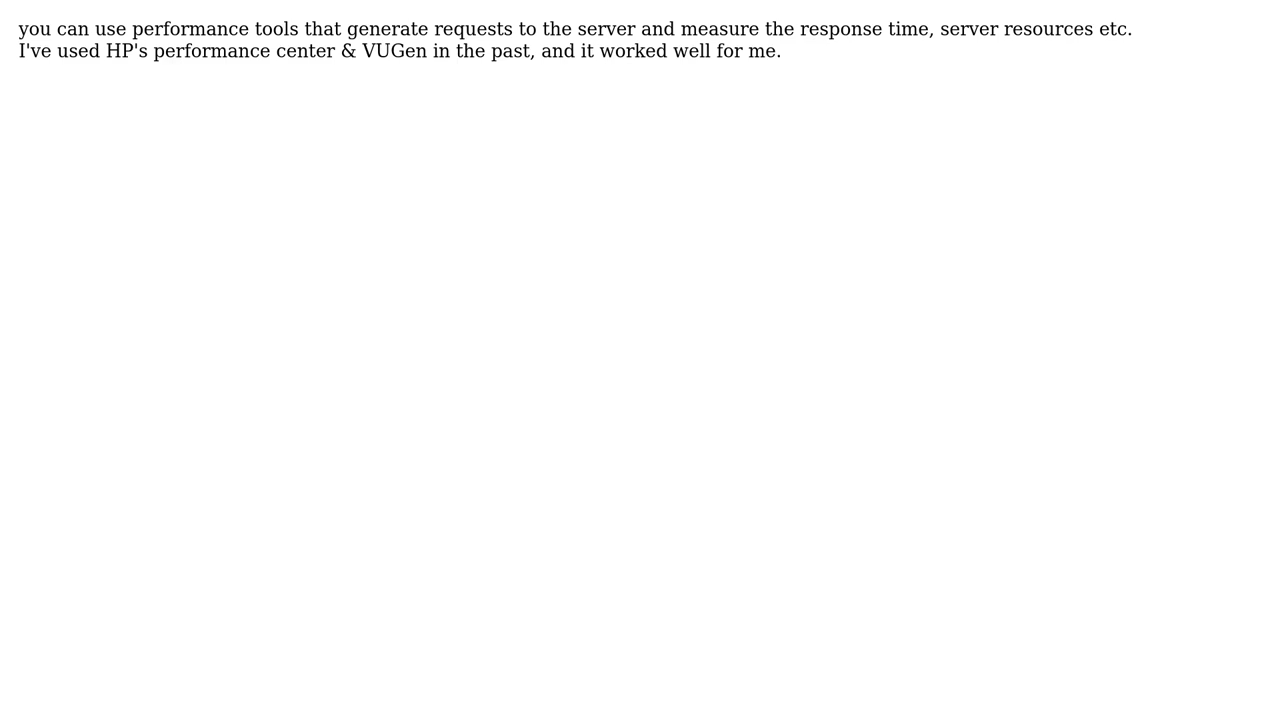 you can use performance tools that generate requests to the server and measure the response time, server resources etc.
I've used HP's performance center & VUGen in the past, and it worked well for me.